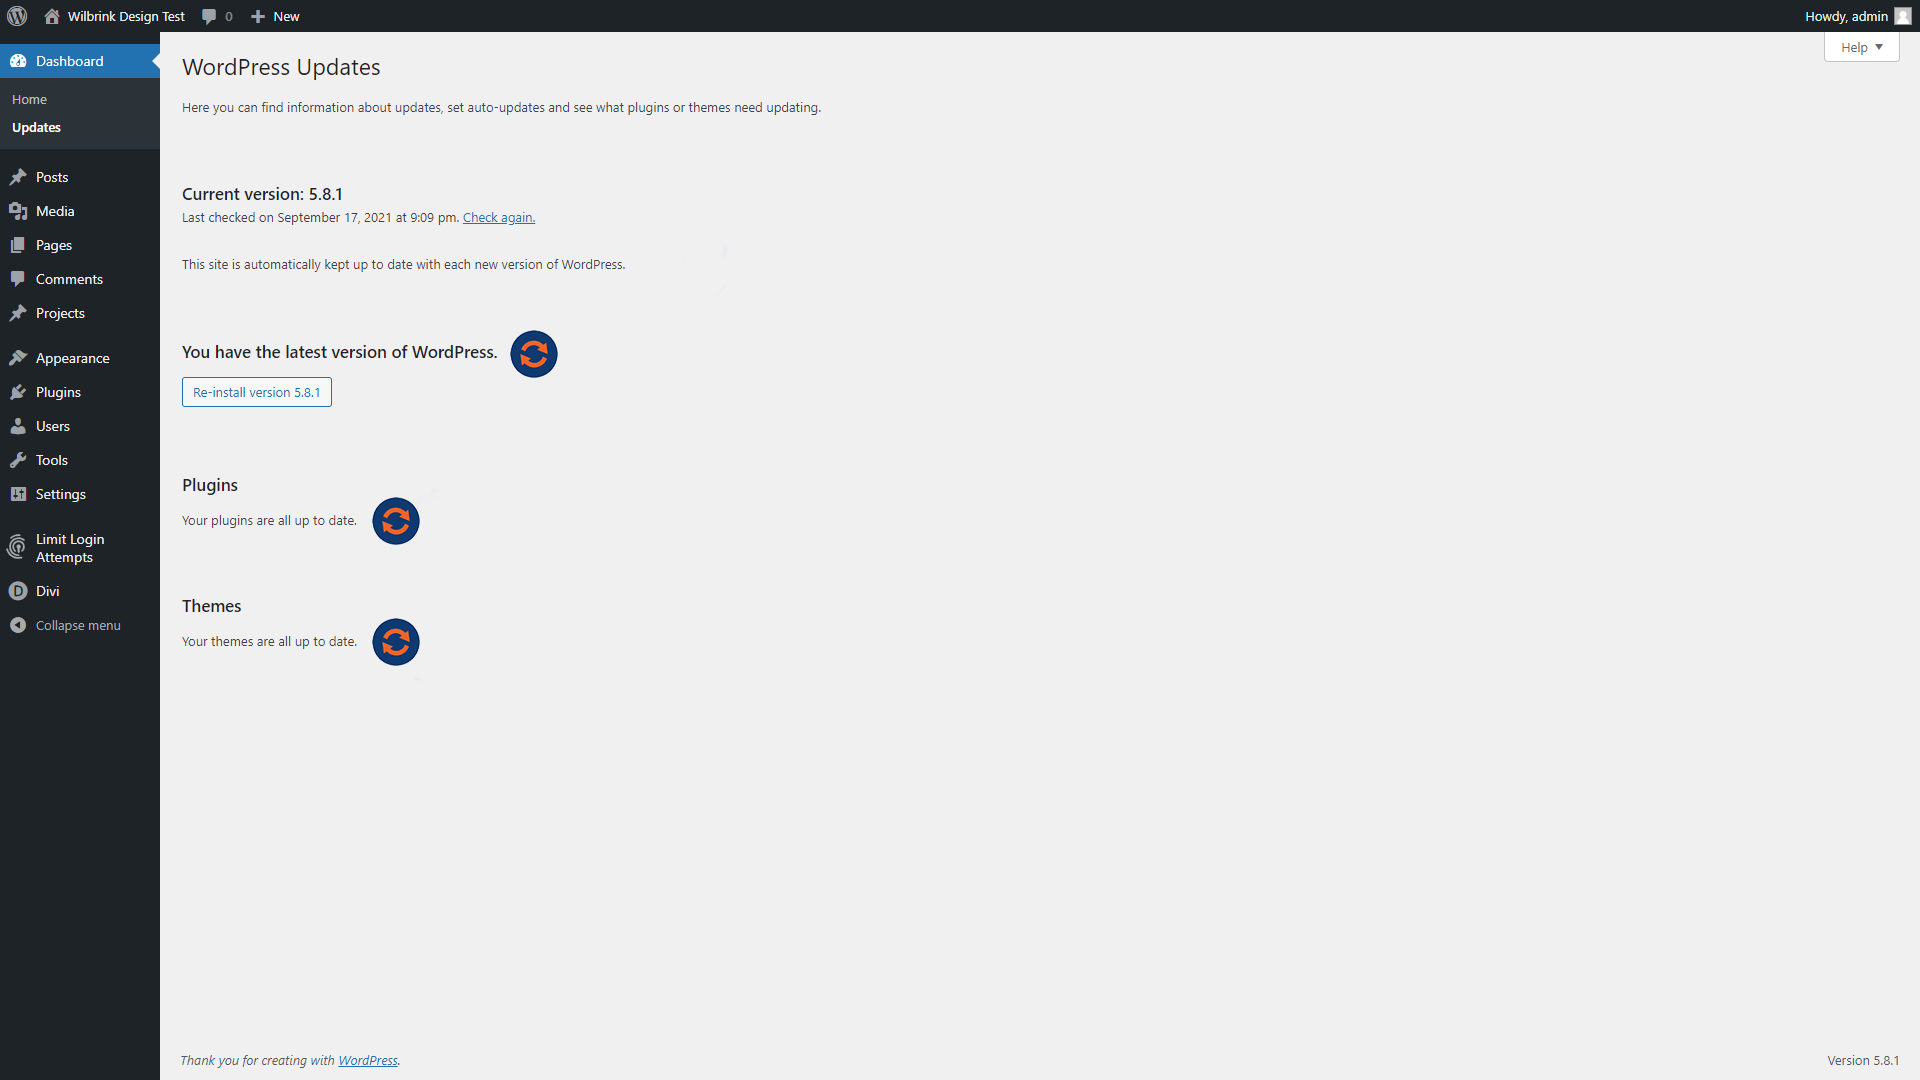 Wilbrink Design Test 0 New Howdy, admin
Help
Dashboard
Home
Updates
Posts
Media
Pages
Comments
Projects
Appearance
Plugins
Users
Tools
Settings
Limit Login
Attempts
Divi
Collapse menu
WordPress Updates
Here you can find information about updates, set auto-updates and see what plugins or themes need updating.
Current version: 5.8.1
Last checked on September 17, 2021 at 9:09 pm. Check again.
This site is automatically kept up to date with each new version of WordPress.
You have the latest version of WordPress.
Re-install version 5.8.1
Plugins
Your plugins are all up to date.
Themes
Your themes are all up to date.
Thank you for creating with WordPress.
Version 5.8.1